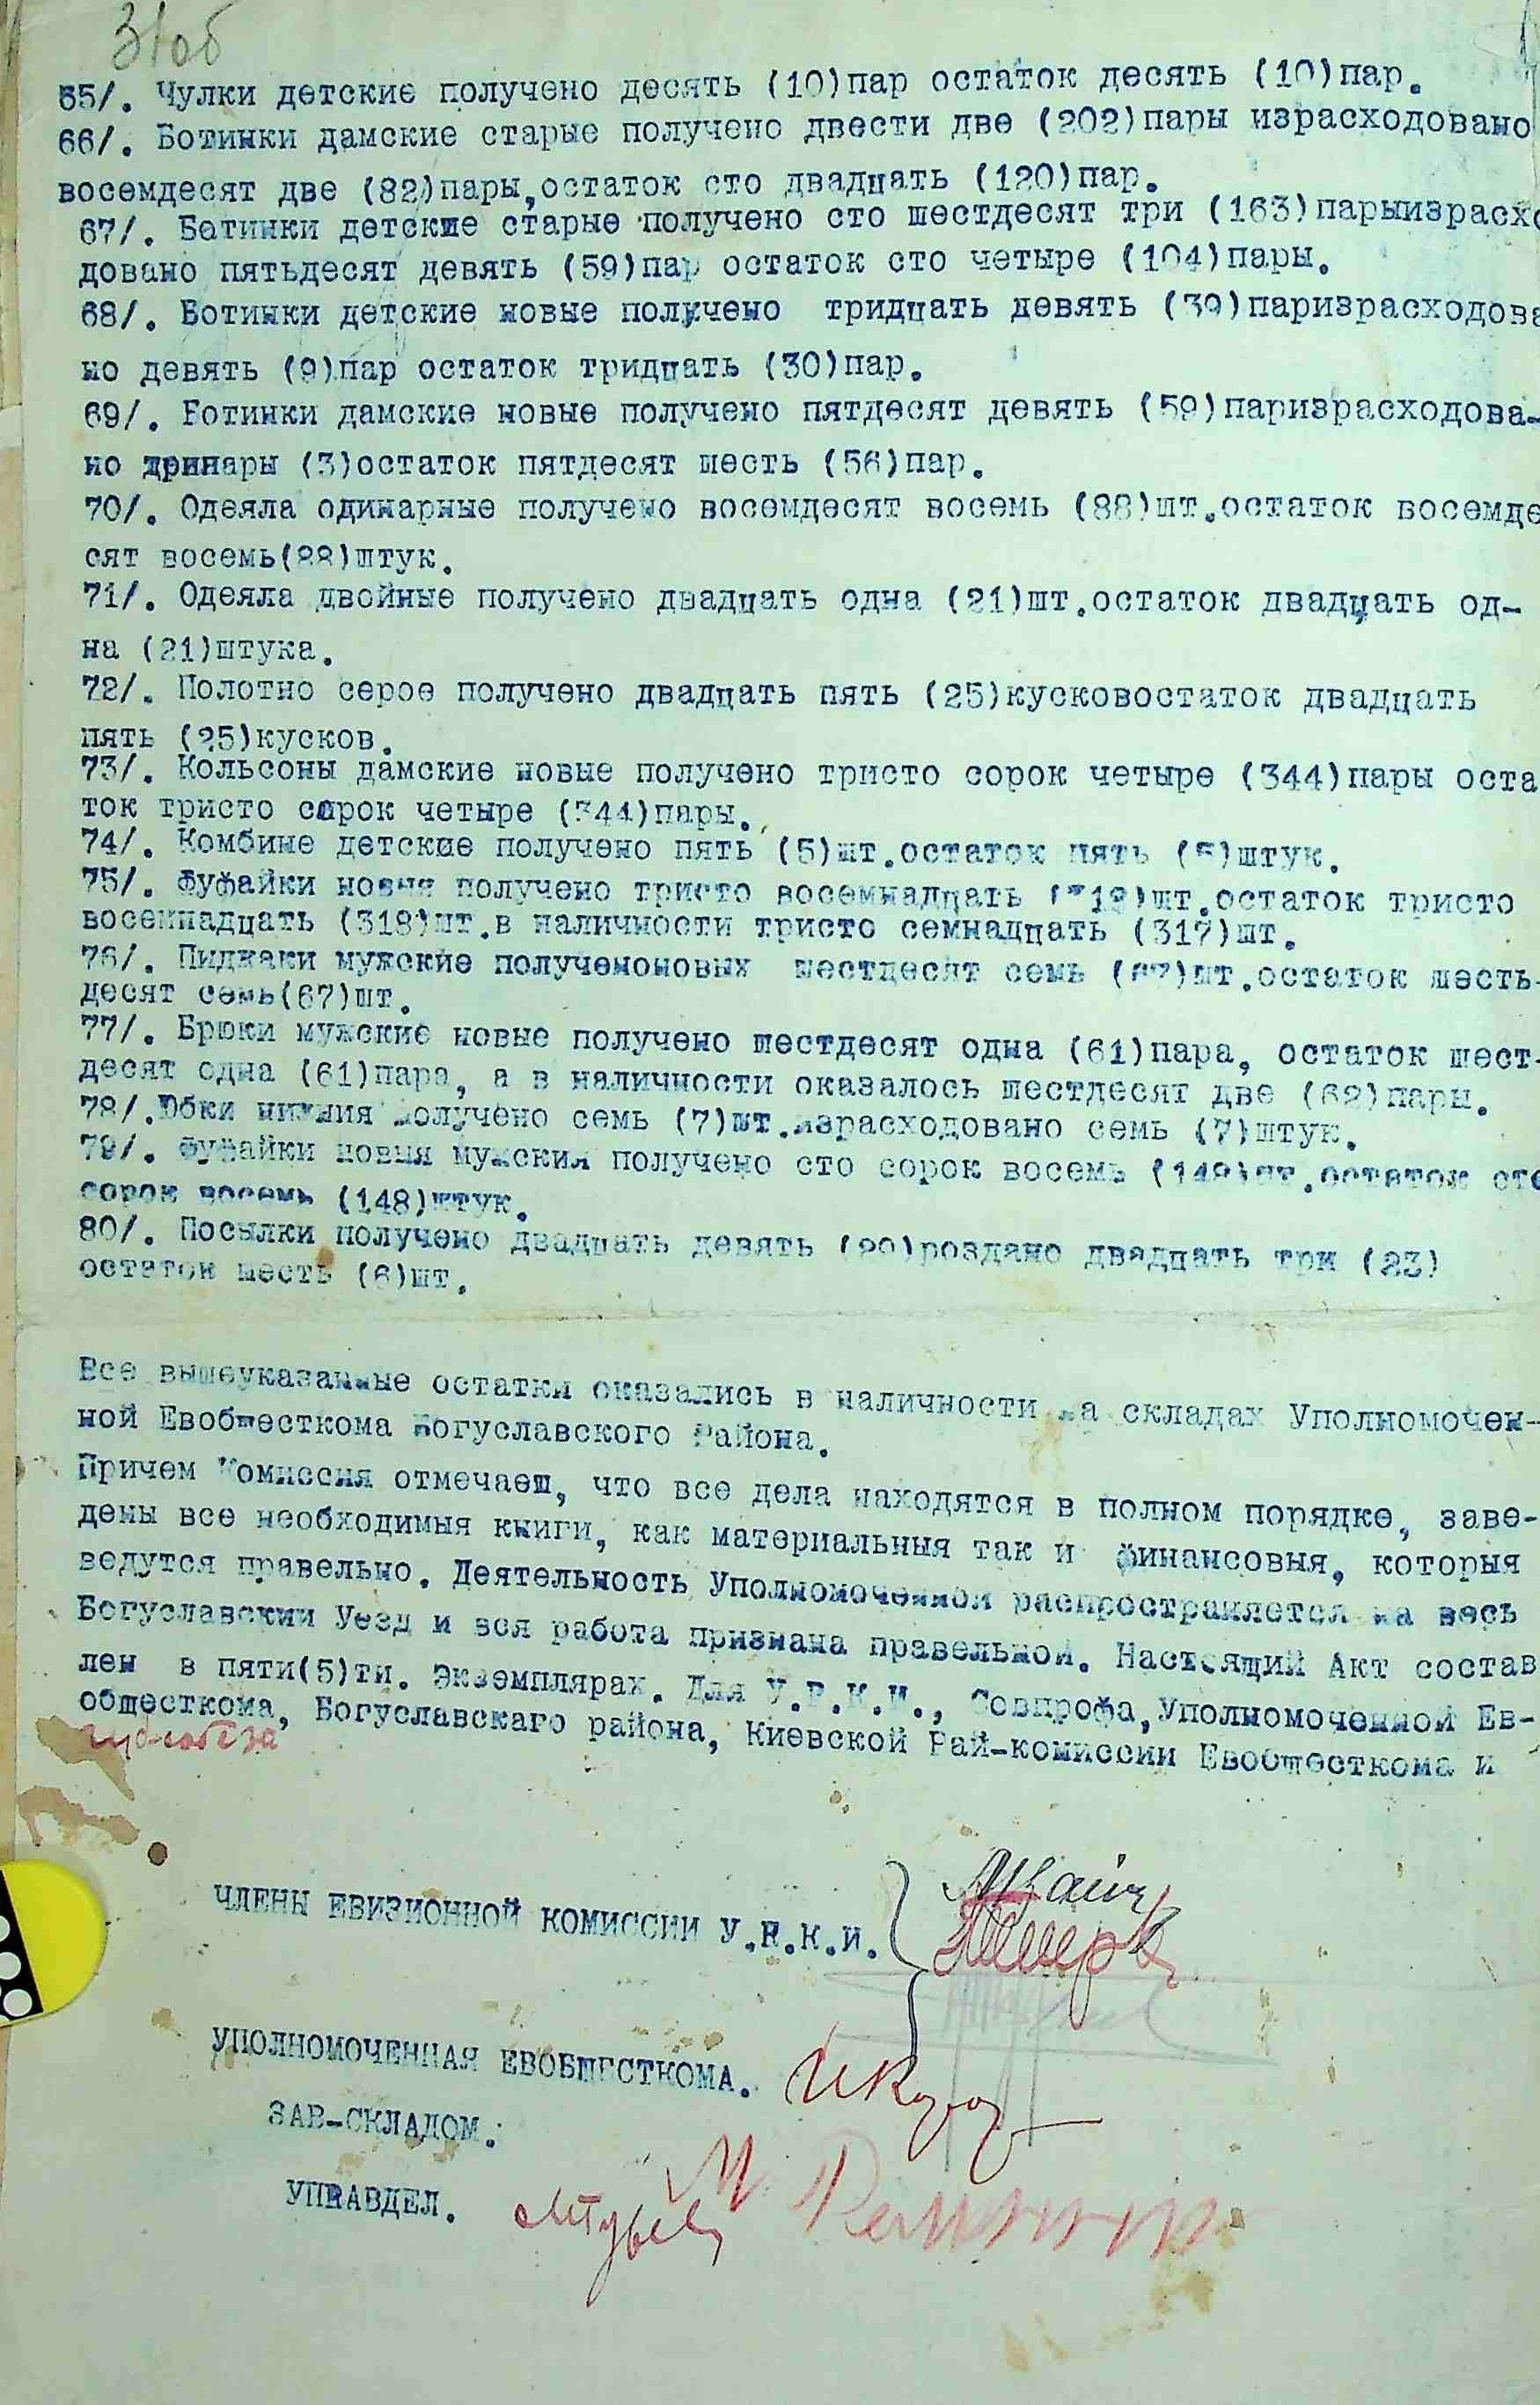 31об
65/. Чулки детские получено десять (10)пар остаток десять (10)пар.
66/. Ботинки дамские старые получено двести две (202)пары израсходовано
восемдесят две (82)пары,остаток сто двадцать (120)пар.
67/. Ботинки детские старые получено сто шестдесят три (163)парыизрасхо
довано пятьдесят девять (59)пар остаток сто четыре (104)пары.
68/. Ботинки детские новые получено тридцать девять (39)паризрасходова
но девять (9)пар остаток тридцать (30)пар.
69/. Ботинки дамские новые получено пятдесят девять (59)паризрасходова-
но (3)остаток пятдесят шесть (56)пар.
70/. Одеяла одинарные получено восемдесят восемь (88)шт.остаток восемде
сят восемь(88)штук.
71/. Одеяла двойные получено двадцать одна (21)шт.остаток двадцать од-
на (21)штука.
72/. Полотно серое получено двадцать пять (25)кусковостаток двадцать
пять (25)кусков.
73/. Кольсоны дамские новые получено тристо сорок четыре (344)пары оста
ток тристо сорок четыре (344)пары.
74/. Комбине детские получено пять (5)шт.остаток пять (5)штук.
75/. Фуфайки новыя получено тристо восемнадцать (318)шт.остаток тристо
восемнадцать (318)шт.в наличности тристо семнадцать (317)шт.
76/. Пиджаки мужские полученоновых шестдесят семь (67)шт.остаток шесть-
десят семь(67)шт.
77/. Брюки мужские новые получено шестдесят одна (61)пара, остаток шест-
десят одна (61)пара, а в наличности оказалось шестдесят две (62)пары.
78/.Юбки нижния получено семь (7)шт.израсходовано семь (7)штук.
79/. Фуфайки новыя мужския получено сто сорок восемь (148)шт.остаток сто
сорок восемь (148)штук.
80/. Посылки получено двадцать девять (29)роздано двадцать три (23)
остаток шесть (6)шт.
Все вышеуказанные остатки оказались в наличности на складах Уполномочен-
ной Евобщесткома Богуславского Района.
Причем Комиссия отмечаеш, что все дела находятся в полном порядке, заве-
дены все необходимыя книги, как материальныя так и финансовыя, которыя
ведутся правельно. Деятельность Уполномоченной распространяется на весь
Богуславский Уезд и вся работа признана правельной. Настоящий Акт состав
лен в пяти(5)ти. экземплярах. Для У.Р.К.И., Совпрофа,Уполномоченной Ев-
общесткома, Богуславскаго района, Киевской Рай-комиссии Евобщесткома и
ЧЛЕНЫ ЕВИЗИОННОЙ КОМИССИИ У.Р.К.И.
УПОЛНОМОЧЕННАЯ ЕВОБЩЕСТКОМА.
ЗАВ-СКЛАДОМ:
УПРАВДЕЛ.